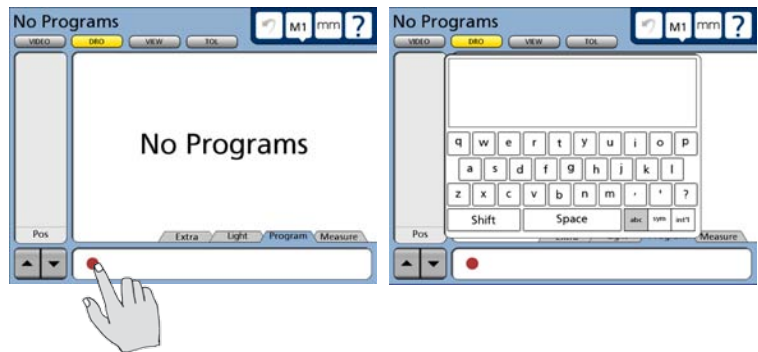 No Programs
M1 mm ?
VIDEO DRO VIEW TOL
No Programs
Pos
Extra Light Program Measure
No Programs
M1 mm ?
VIDEO DRO VIEW TOL
q w e r t y u i o p
a s d f g h j k l
z x c v b n m . ' ?
Shift Space abc sym int'l
Pos
Measure